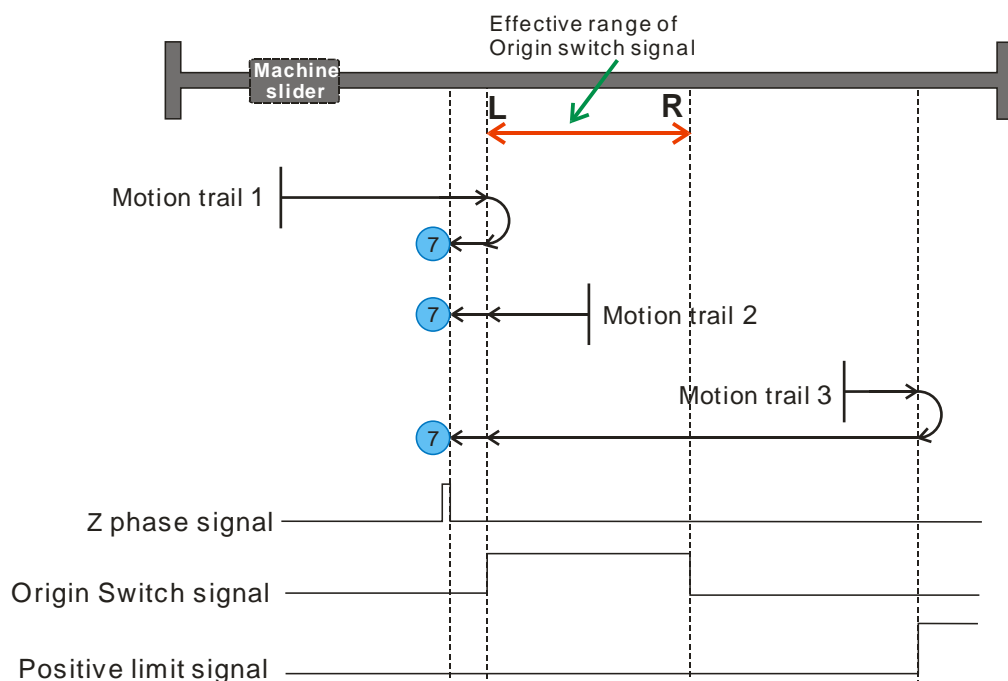 Effective range of
Origin switch signal
Machine
slider
L
R
Motion trail 1
7
7
Motion trail 2
Motion trail 3
7
Z phase signal
Origin Switch signal
Positive limit signal